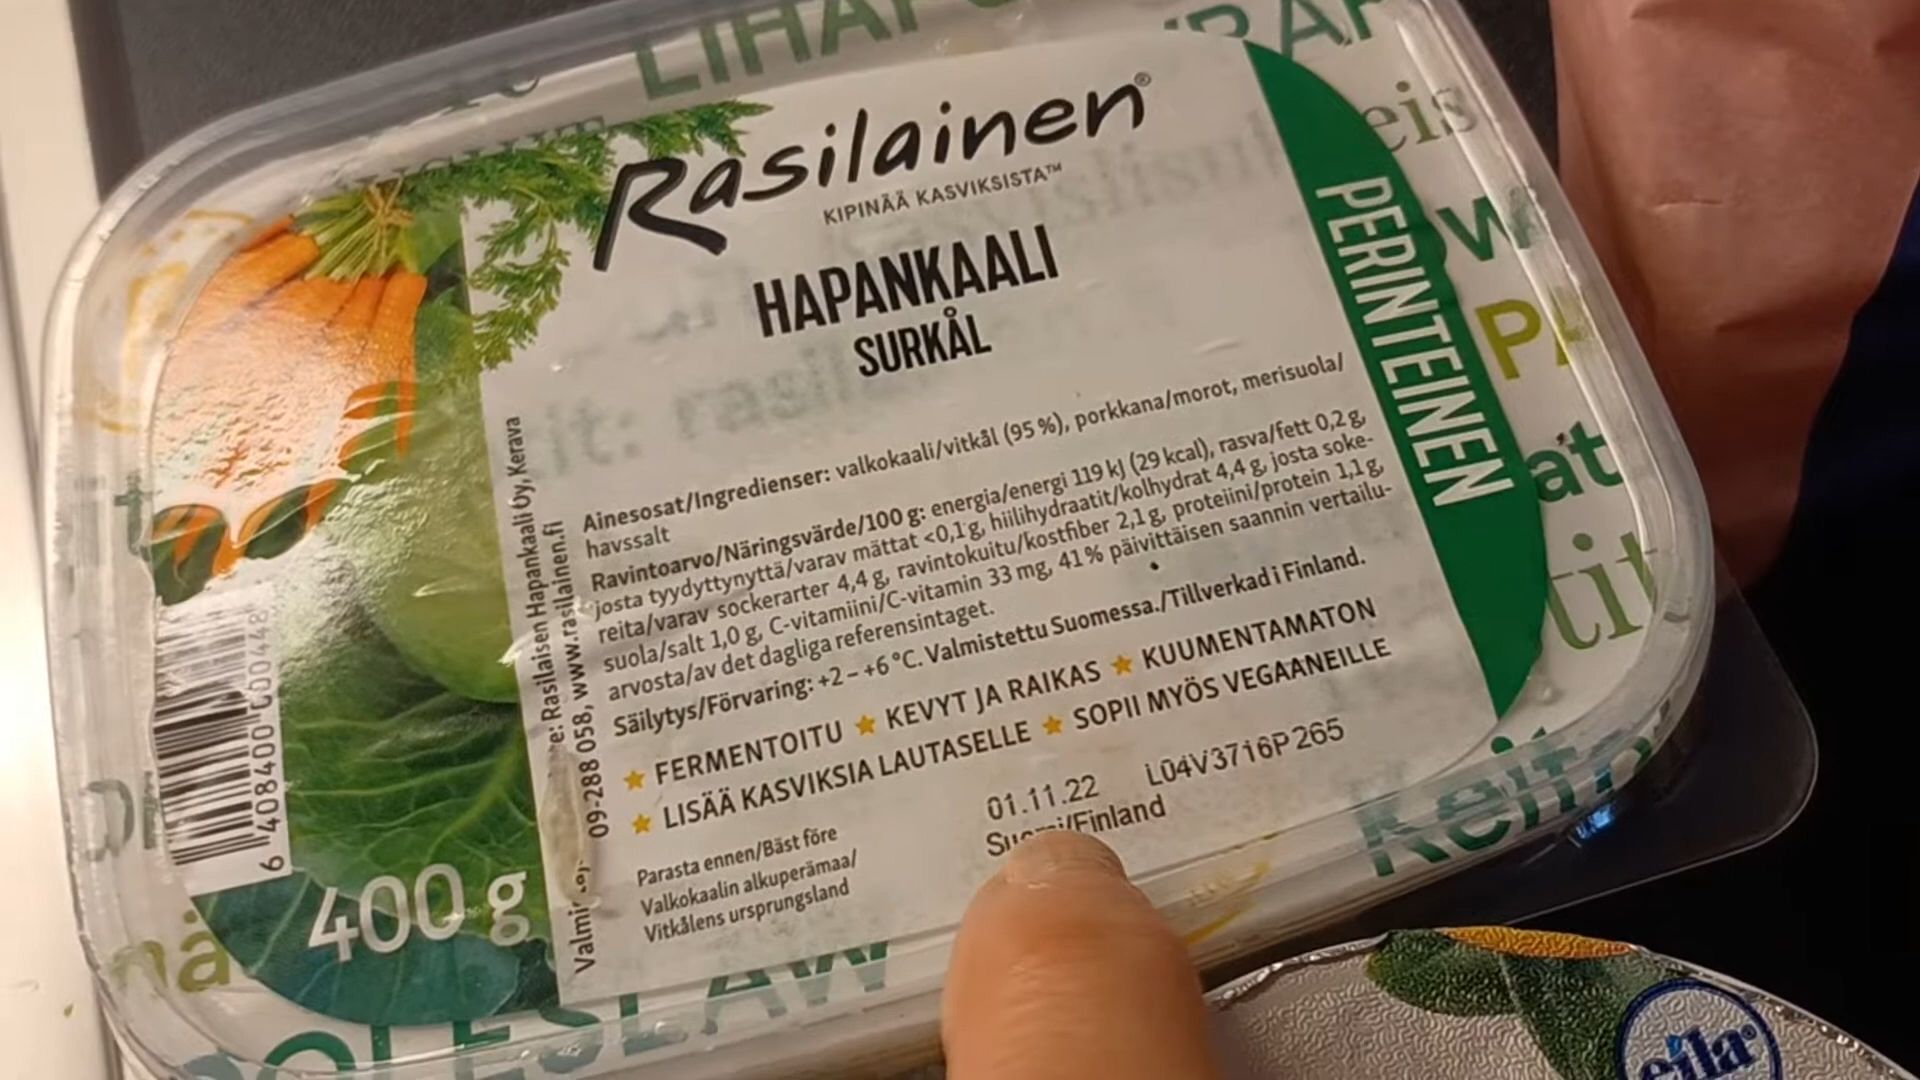 LIHAP
Rasilainen®
KIPINÄÄ KASVIKSISTA™
HAPANKAALI
SURKÅL
PERINTEINEN
Ainesosat/Ingredienser: valkokaali/vitkål (95 %), porkkana/morot, merisuola/
havssalt
Ravintoarvo/Näringsvärde/100 g: energia/energi 119 kJ (29 kcal), rasva/fett 0,2 g,
josta tyydyttynyttä/varav mättat <0,1 g, hiilihydraatit/kolhydrat 4,4 g, josta soke-
reita/varav sockerarter 4,4 g, ravintokuitu/kostfiber 2,1 g, proteiini/protein 1,1 g,
suola/salt 1,0 g, C-vitamiini/C-vitamin 33 mg, 41 % päivittäisen saannin vertailu-
arvosta/av det dagliga referensintaget.
Säilytys/Förvaring: +2 – +6 °C. Valmistettu Suomessa./Tillverkad i Finland.
FERMENTOITU ★ KEVYT JA RAIKAS ★ KUUMENTAMATON
LISÄÄ KASVIKSIA LAUTASELLE ★ SOPII MYÖS VEGAANEILLE
01.11.22 L04V3716P265
Suomi/Finland
Parasta ennen/Bäst före
Valkokaalin alkuperämaa/
Vitkålens ursprungsland
Rasilaisen Hapankaali Oy, Kerava
09-288 058, www.rasilainen.fi
6 408400 000448
400 g
eila®